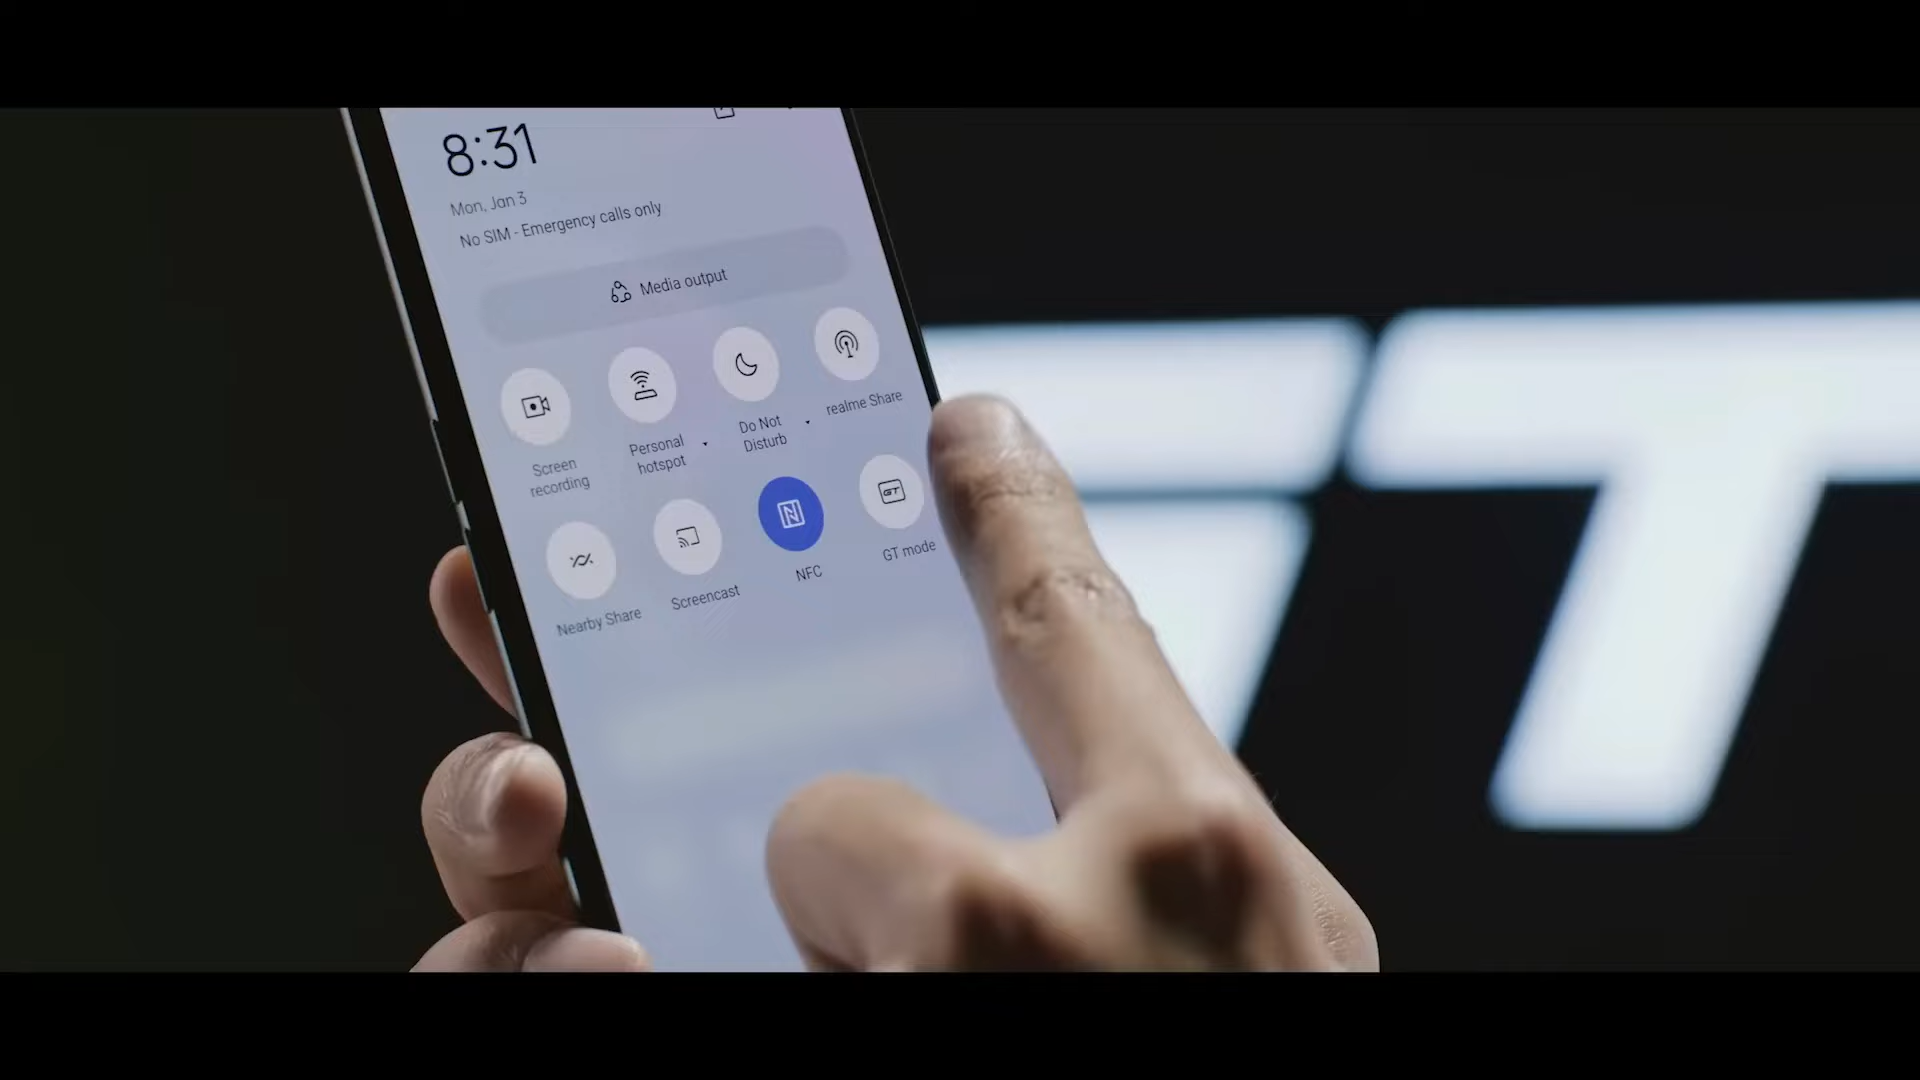 8:31
Mon, Jan 3
No SIM - Emergency calls only
Media output
Screen
recording
Personal
hotspot
Do Not
Disturb
realme Share
Nearby Share
Screencast
NFC
GT
GT mode
GT